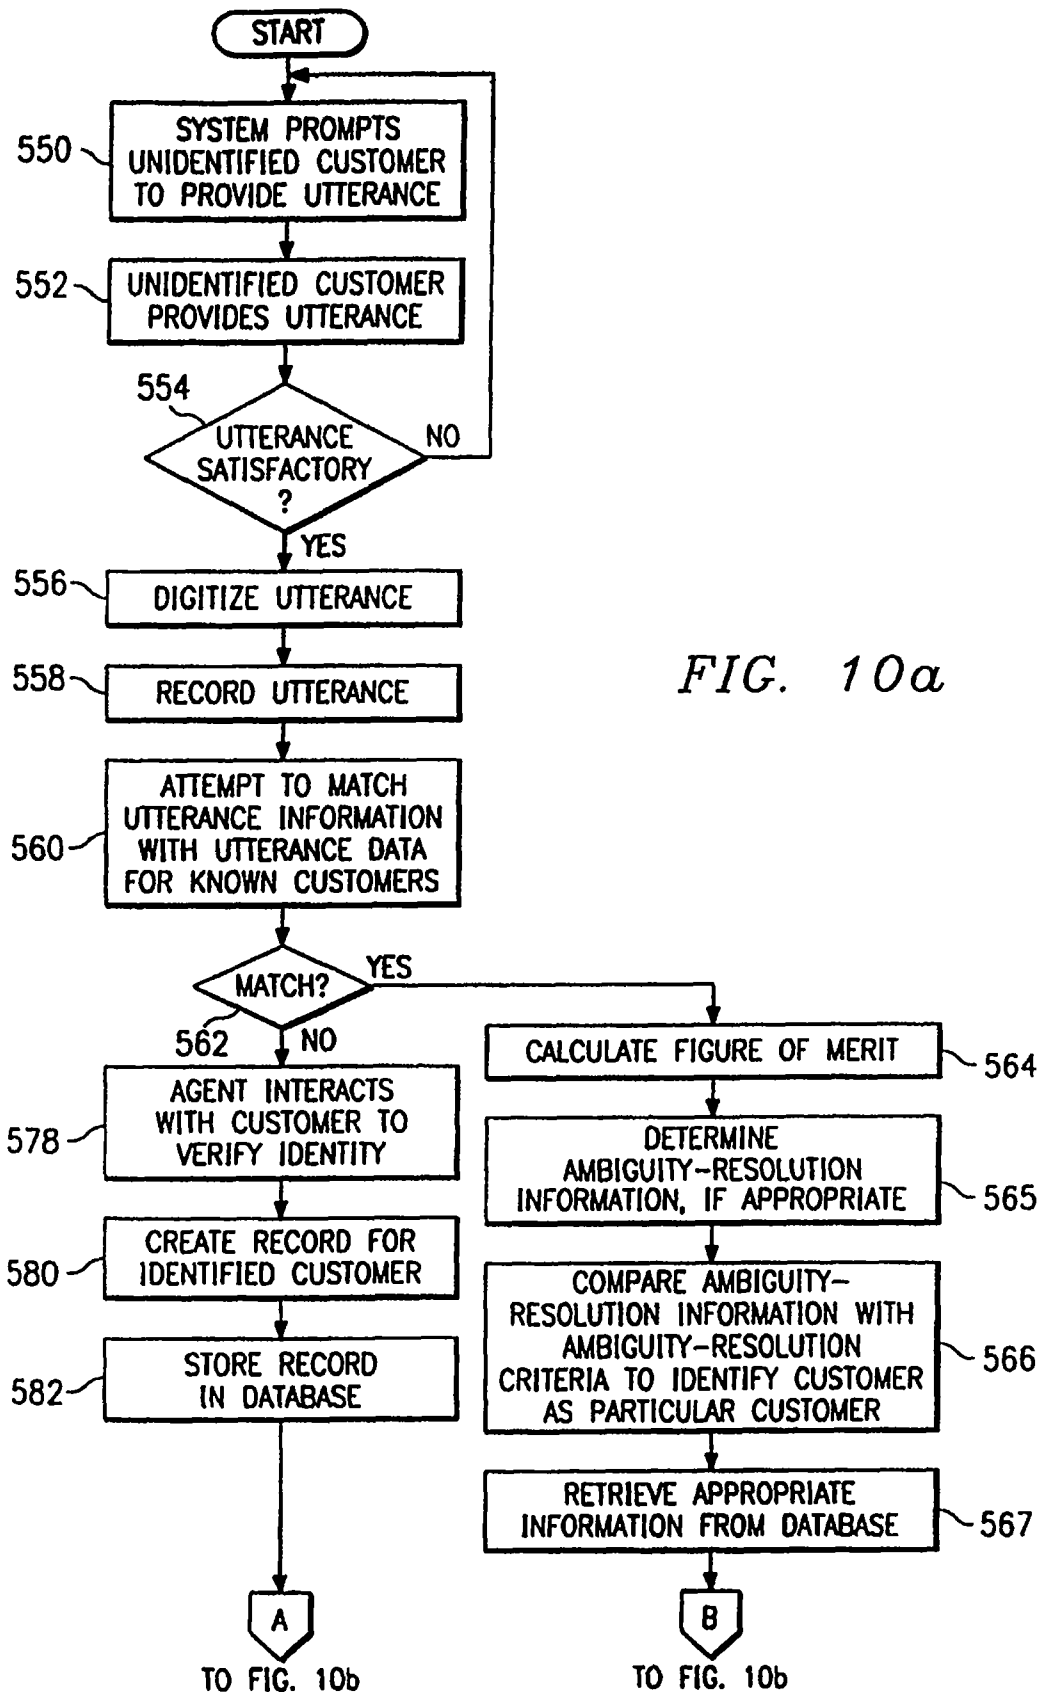 START
550
SYSTEM PROMPTS
UNIDENTIFIED CUSTOMER
TO PROVIDE UTTERANCE
552
UNIDENTIFIED CUSTOMER
PROVIDES UTTERANCE
554
UTTERANCE
SATISFACTORY
?
NO
YES
556
DIGITIZE UTTERANCE
558
RECORD UTTERANCE
FIG. 10a
560
ATTEMPT TO MATCH
UTTERANCE INFORMATION
WITH UTTERANCE DATA
FOR KNOWN CUSTOMERS
MATCH?
YES
562
NO
578
AGENT INTERACTS
WITH CUSTOMER TO
VERIFY IDENTITY
580
CREATE RECORD FOR
IDENTIFIED CUSTOMER
582
STORE RECORD
IN DATABASE
A
TO FIG. 10b
CALCULATE FIGURE OF MERIT
564
DETERMINE
AMBIGUITY-RESOLUTION
INFORMATION, IF APPROPRIATE
565
COMPARE AMBIGUITY-
RESOLUTION INFORMATION WITH
AMBIGUITY-RESOLUTION
CRITERIA TO IDENTIFY CUSTOMER
AS PARTICULAR CUSTOMER
566
RETRIEVE APPROPRIATE
INFORMATION FROM DATABASE
567
B
TO FIG. 10b